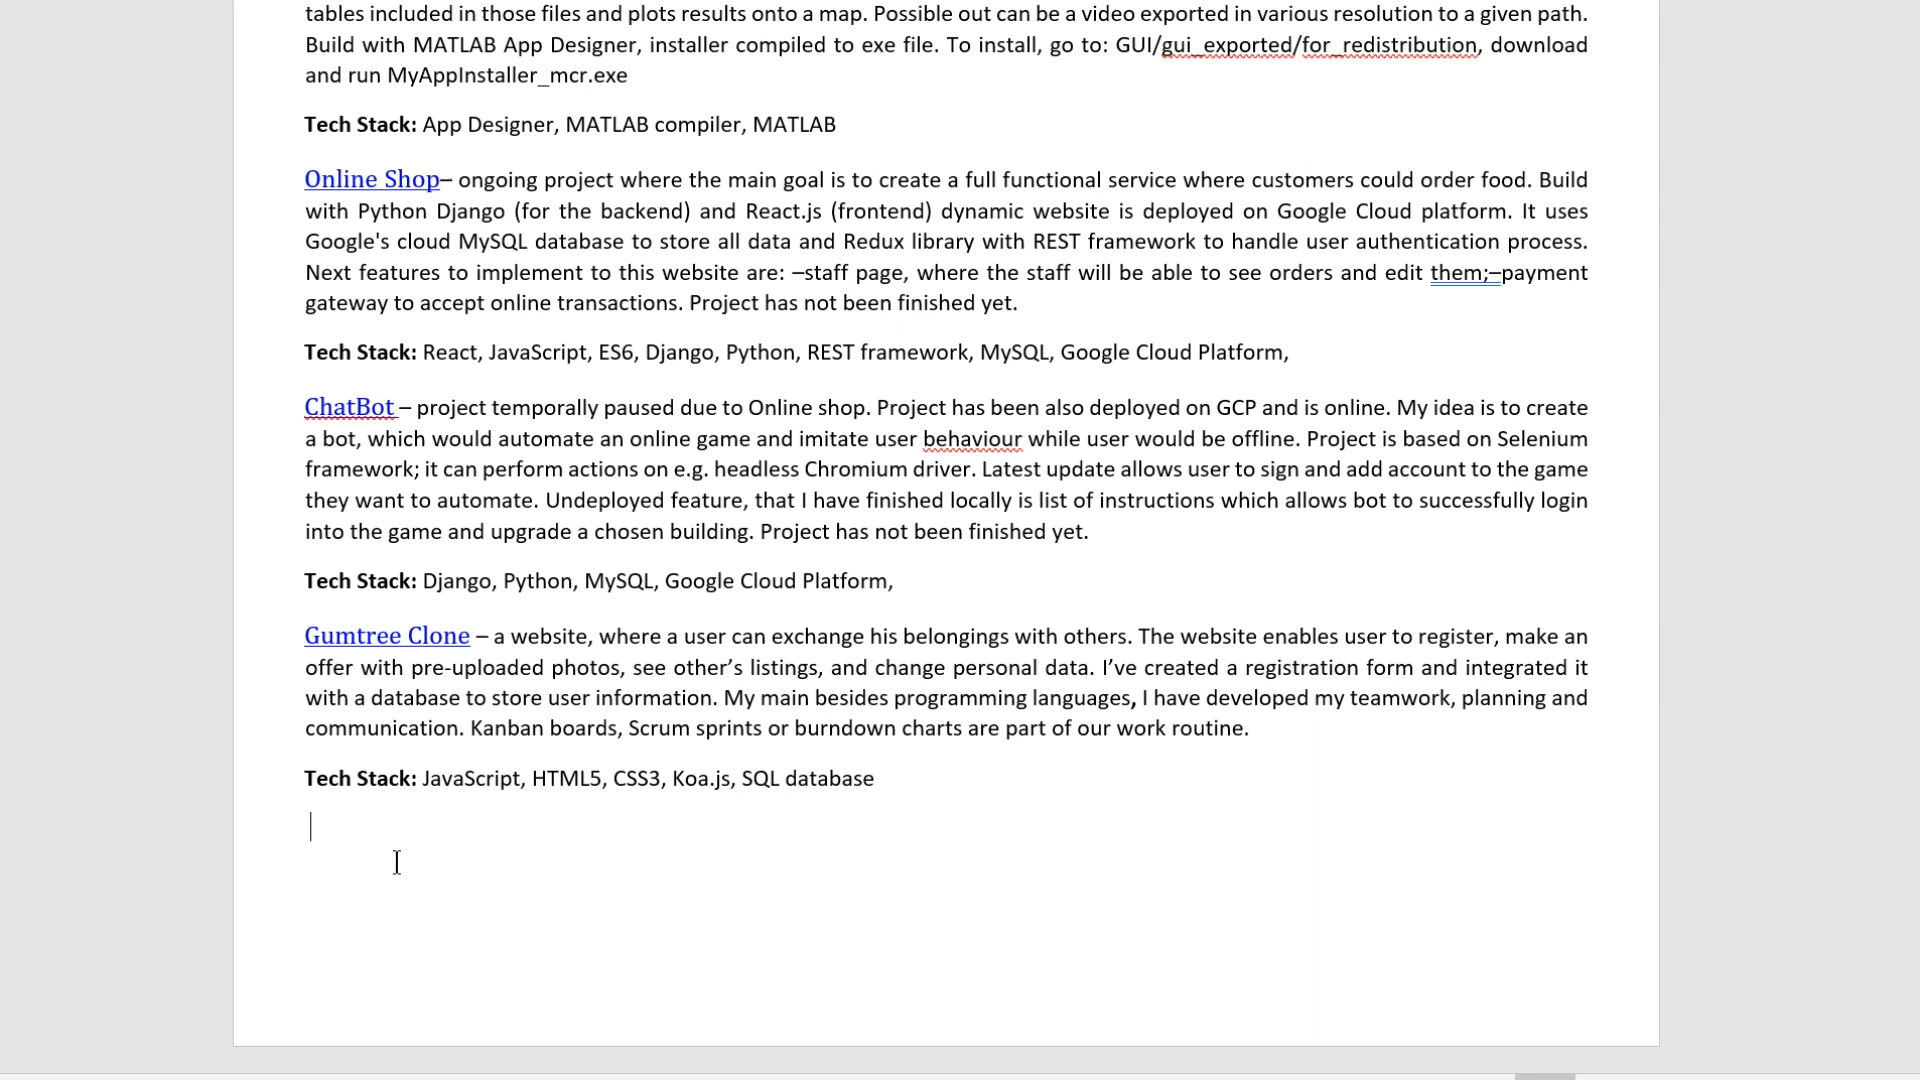 tables included in those files and plots results onto a map. Possible out can be a video exported in various resolution to a given path.
Build with MATLAB App Designer, installer compiled to exe file. To install, go to: GUI/gui_exported/for_redistribution, download
and run MyAppInstaller_mcr.exe
Tech Stack: App Designer, MATLAB compiler, MATLAB
Online Shop– ongoing project where the main goal is to create a full functional service where customers could order food. Build
with Python Django (for the backend) and React.js (frontend) dynamic website is deployed on Google Cloud platform. It uses
Google's cloud MySQL database to store all data and Redux library with REST framework to handle user authentication process.
Next features to implement to this website are: –staff page, where the staff will be able to see orders and edit them;–payment
gateway to accept online transactions. Project has not been finished yet.
Tech Stack: React, JavaScript, ES6, Django, Python, REST framework, MySQL, Google Cloud Platform,
ChatBot – project temporally paused due to Online shop. Project has been also deployed on GCP and is online. My idea is to create
a bot, which would automate an online game and imitate user behaviour while user would be offline. Project is based on Selenium
framework; it can perform actions on e.g. headless Chromium driver. Latest update allows user to sign and add account to the game
they want to automate. Undeployed feature, that I have finished locally is list of instructions which allows bot to successfully login
into the game and upgrade a chosen building. Project has not been finished yet.
Tech Stack: Django, Python, MySQL, Google Cloud Platform,
Gumtree Clone – a website, where a user can exchange his belongings with others. The website enables user to register, make an
offer with pre-uploaded photos, see other’s listings, and change personal data. I’ve created a registration form and integrated it
with a database to store user information. My main besides programming languages, I have developed my teamwork, planning and
communication. Kanban boards, Scrum sprints or burndown charts are part of our work routine.
Tech Stack: JavaScript, HTML5, CSS3, Koa.js, SQL database